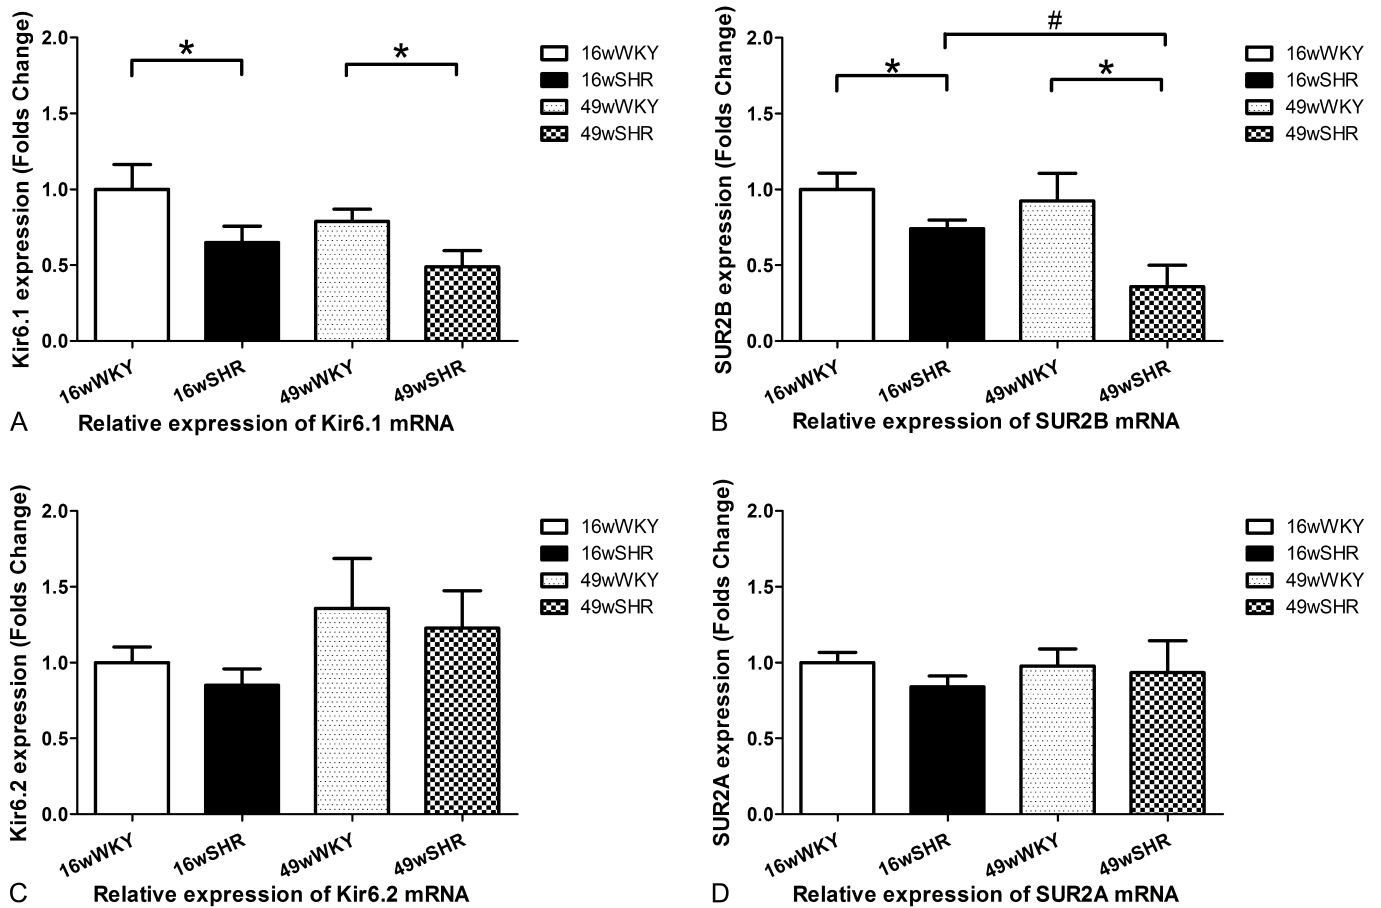 Kir6.1 expression (Folds Change)
2.0
1.5
1.0
0.5
0.0
*
*
16wWKY
16wSHR
49wWKY
49wSHR
16wWKY
16wSHR
49wWKY
49wSHR
A
Relative expression of Kir6.1 mRNA
SUR2B expression (Folds Change)
2.0
1.5
1.0
0.5
0.0
#
*
*
16wWKY
16wSHR
49wWKY
49wSHR
16wWKY
16wSHR
49wWKY
49wSHR
B
Relative expression of SUR2B mRNA
Kir6.2 expression (Folds Change)
2.0
1.5
1.0
0.5
0.0
16wWKY
16wSHR
49wWKY
49wSHR
16wWKY
16wSHR
49wWKY
49wSHR
C
Relative expression of Kir6.2 mRNA
SUR2A expression (Folds Change)
2.0
1.5
1.0
0.5
0.0
16wWKY
16wSHR
49wWKY
49wSHR
16wWKY
16wSHR
49wWKY
49wSHR
D
Relative expression of SUR2A mRNA